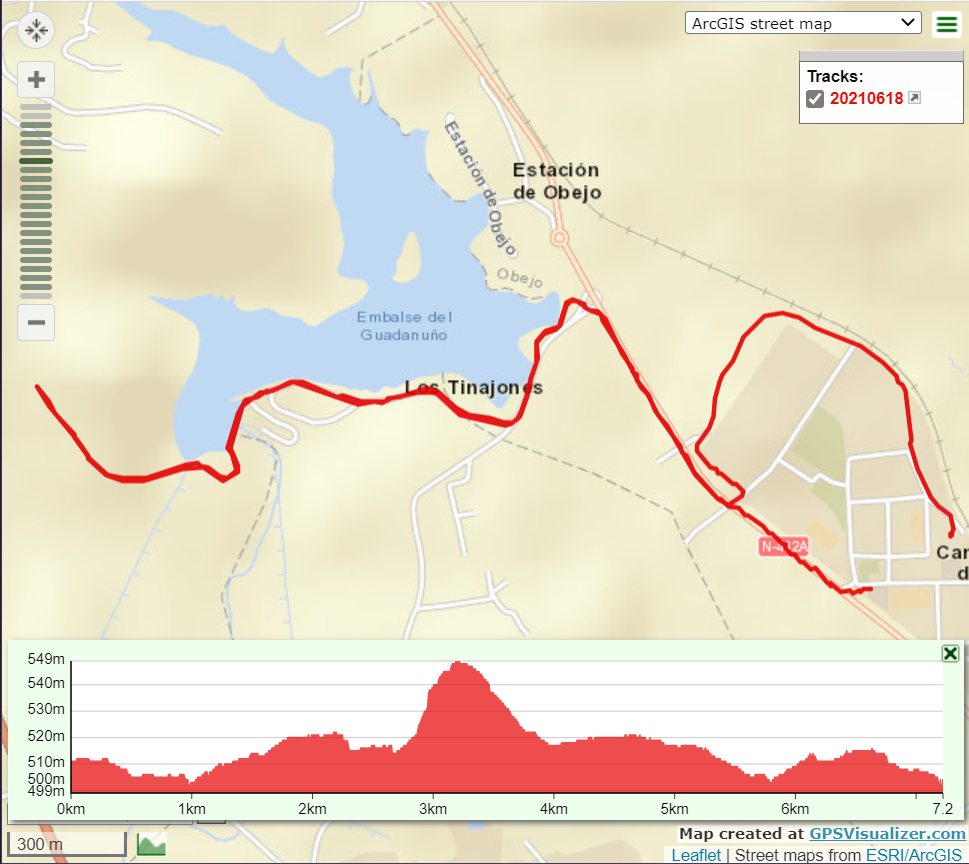 ArcGIS street map
Tracks:
20210618
Estación
de Obejo
Estación de Obejo
Obejo
Embalse del
Guadanuño
Los Tinajones
N-432A
Car
d
549m
540m
530m
520m
510m
500m
499m
0km
1km
2km
3km
4km
5km
6km
7.2
300 m
Map created at GPSVisualizer.com
Leaflet | Street maps from ESRI/ArcGIS